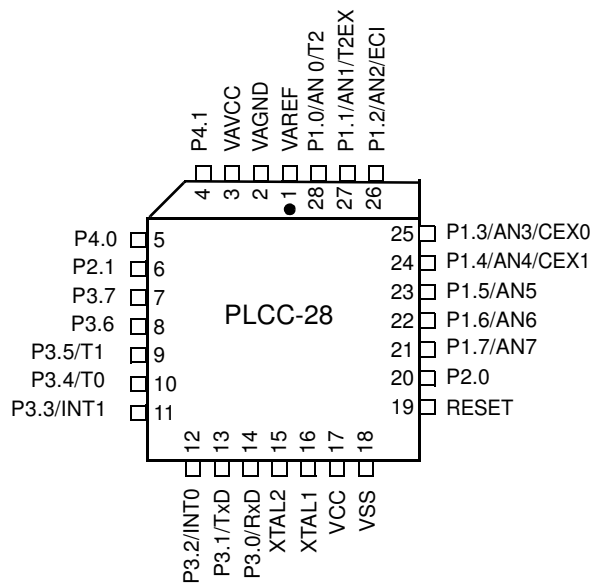 P4.1
VAVCC
VAGND
VAREF
P1.0/AN 0/T2
P1.1/AN1/T2EX
P1.2/AN2/ECI
4
3
2
1
28
27
26
P4.0 5
P2.1 6
P3.7 7
P3.6 8
P3.5/T1 9
P3.4/T0 10
P3.3/INT1 11
PLCC-28
25 P1.3/AN3/CEX0
24 P1.4/AN4/CEX1
23 P1.5/AN5
22 P1.6/AN6
21 P1.7/AN7
20 P2.0
19 RESET
12
13
14
15
16
17
18
P3.2/INT0
P3.1/TxD
P3.0/RxD
XTAL2
XTAL1
VCC
VSS